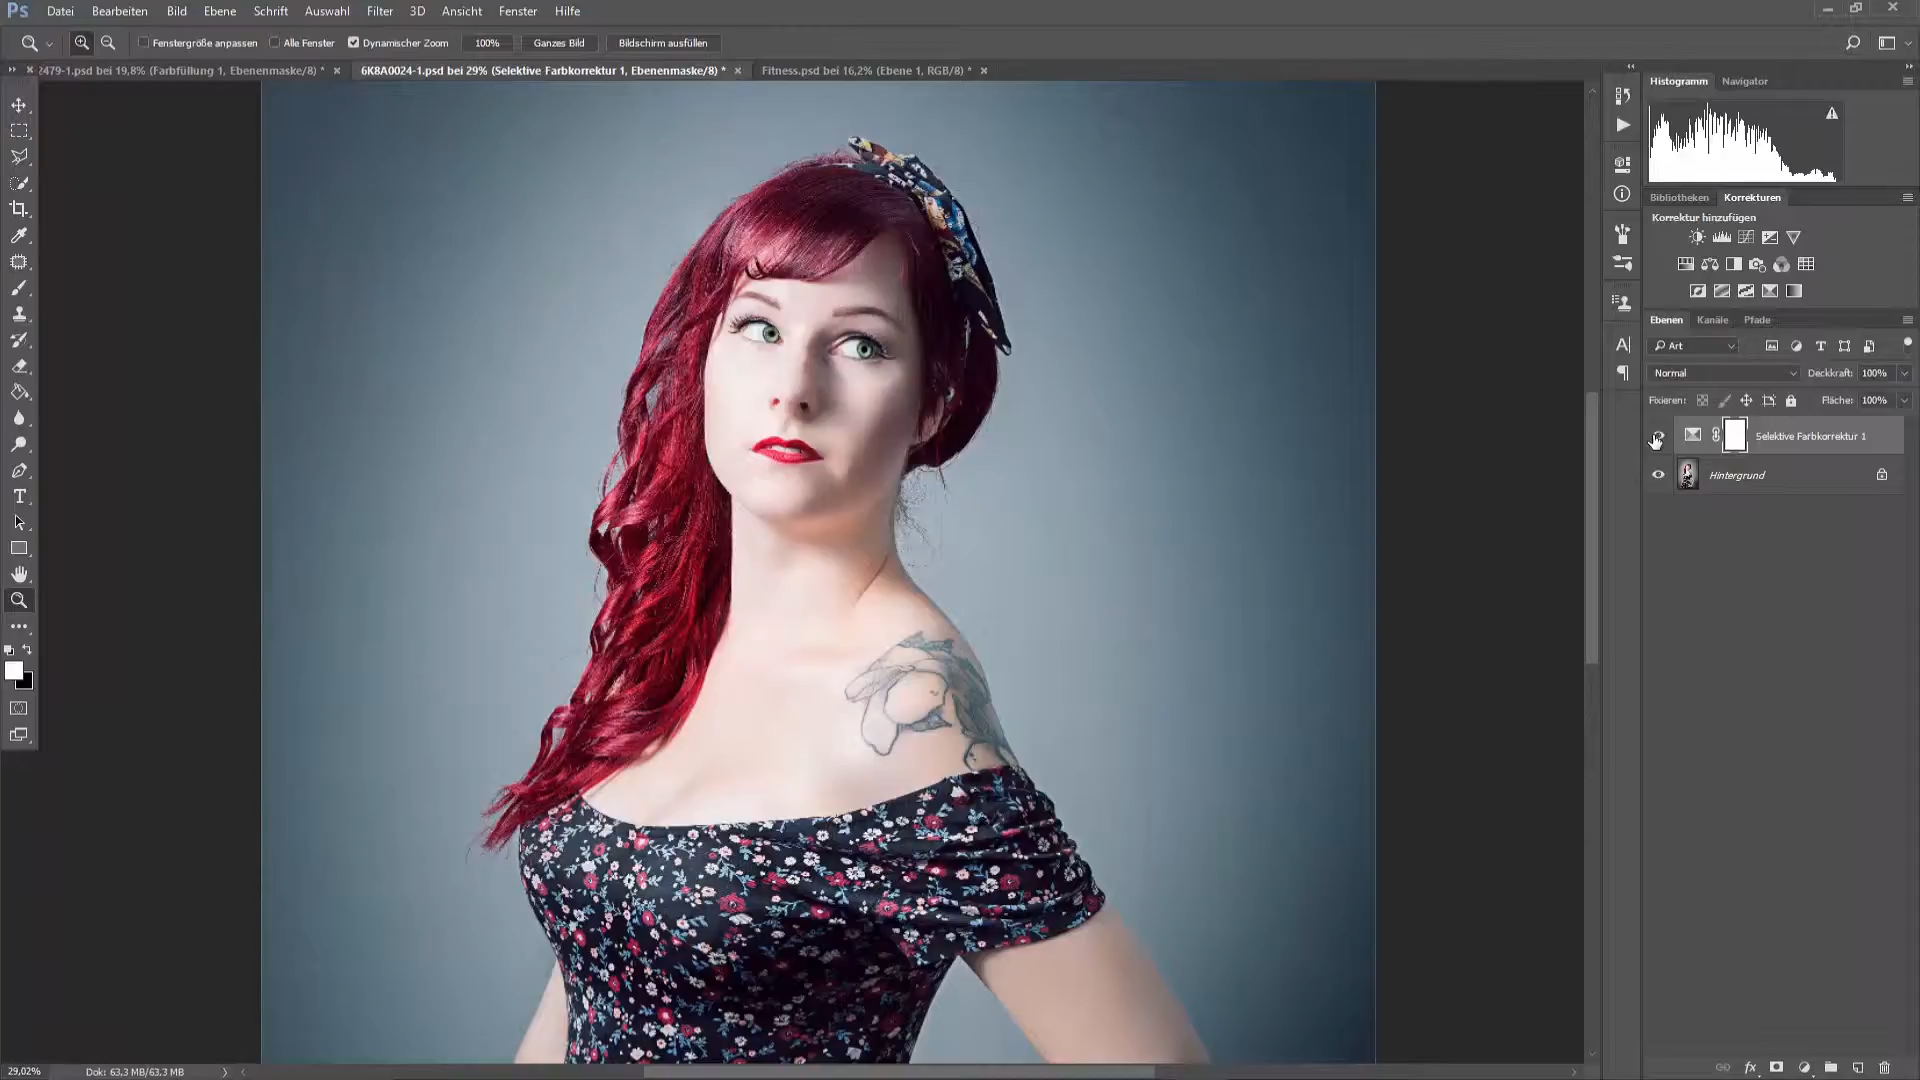 Ps Datei Bearbeiten Bild Ebene Schrift Auswahl Filter 3D Ansicht Fenster Hilfe
Fenstergröße anpassen Alle Fenster Dynamischer Zoom 100% Ganzes Bild Bildschirm ausfüllen
2479-1.psd bei 19,8% (Farbfüllung 1, Ebenenmaske/8) * 6K8A0024-1.psd bei 29% (Selektive Farbkorrektur 1, Ebenenmaske/8) * Fitness.psd bei 16,2% (Ebene 1, RGB/8) *
Histogramm Navigator
Bibliotheken Korrekturen
Korrektur hinzufügen
Ebenen Kanäle Pfade
Art
Normal Deckkraft: 100%
Fixieren: Fläche: 100%
Selektive Farbkorrektur 1
Hintergrund
29,02% Dok: 63,3 MB/63,3 MB